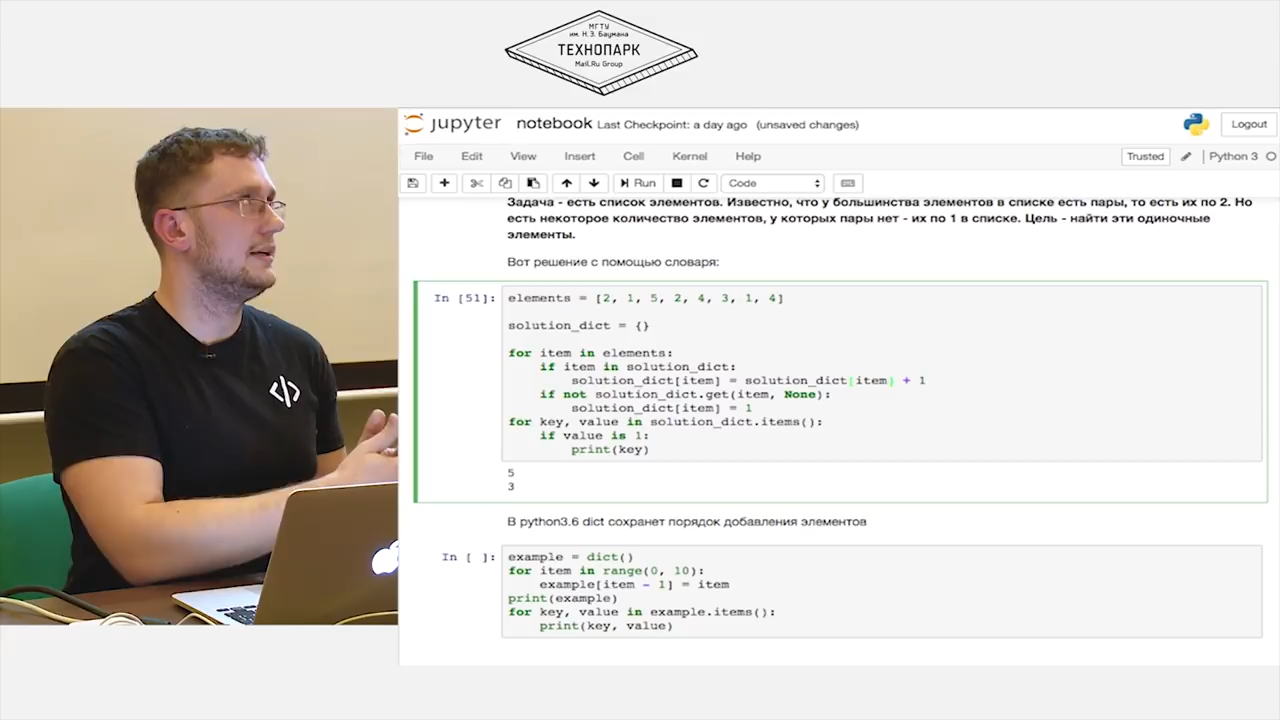 МГТУ
им. Н.Э. Баумана
ТЕХНОПАРК
Mail.Ru Group
jupyter notebook Last Checkpoint: a day ago (unsaved changes) Logout
File Edit View Insert Cell Kernel Help Trusted Python 3
Run Code
Задача - есть список элементов. Известно, что у большинства элементов в списке есть пары, то есть их по 2. Но
есть некоторое количество элементов, у которых пары нет - их по 1 в списке. Цель - найти эти одиночные
элементы.
Вот решение с помощью словаря:
In [51]: elements = [2, 1, 5, 2, 4, 3, 1, 4]
solution_dict = {}
for item in elements:
    if item in solution_dict:
        solution_dict[item] = solution_dict[item] + 1
    if not solution_dict.get(item, None):
        solution_dict[item] = 1
for key, value in solution_dict.items():
    if value is 1:
        print(key)
5
3
В python3.6 dict сохранет порядок добавления элементов
In [ ]: example = dict()
for item in range(0, 10):
    example[item - 1] = item
print(example)
for key, value in example.items():
    print(key, value)